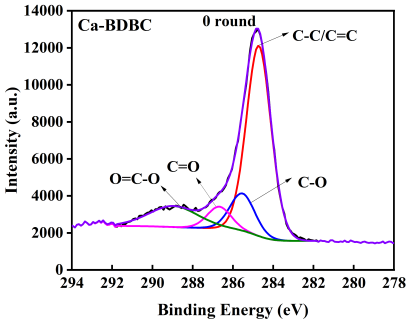 Ca-BDBC
0 round
C-C/C=C
C=O
O=C-O
C-O
14000
12000
10000
8000
6000
4000
2000
0
294 292 290 288 286 284 282 280 278
Intensity (a.u.)
Binding Energy (eV)